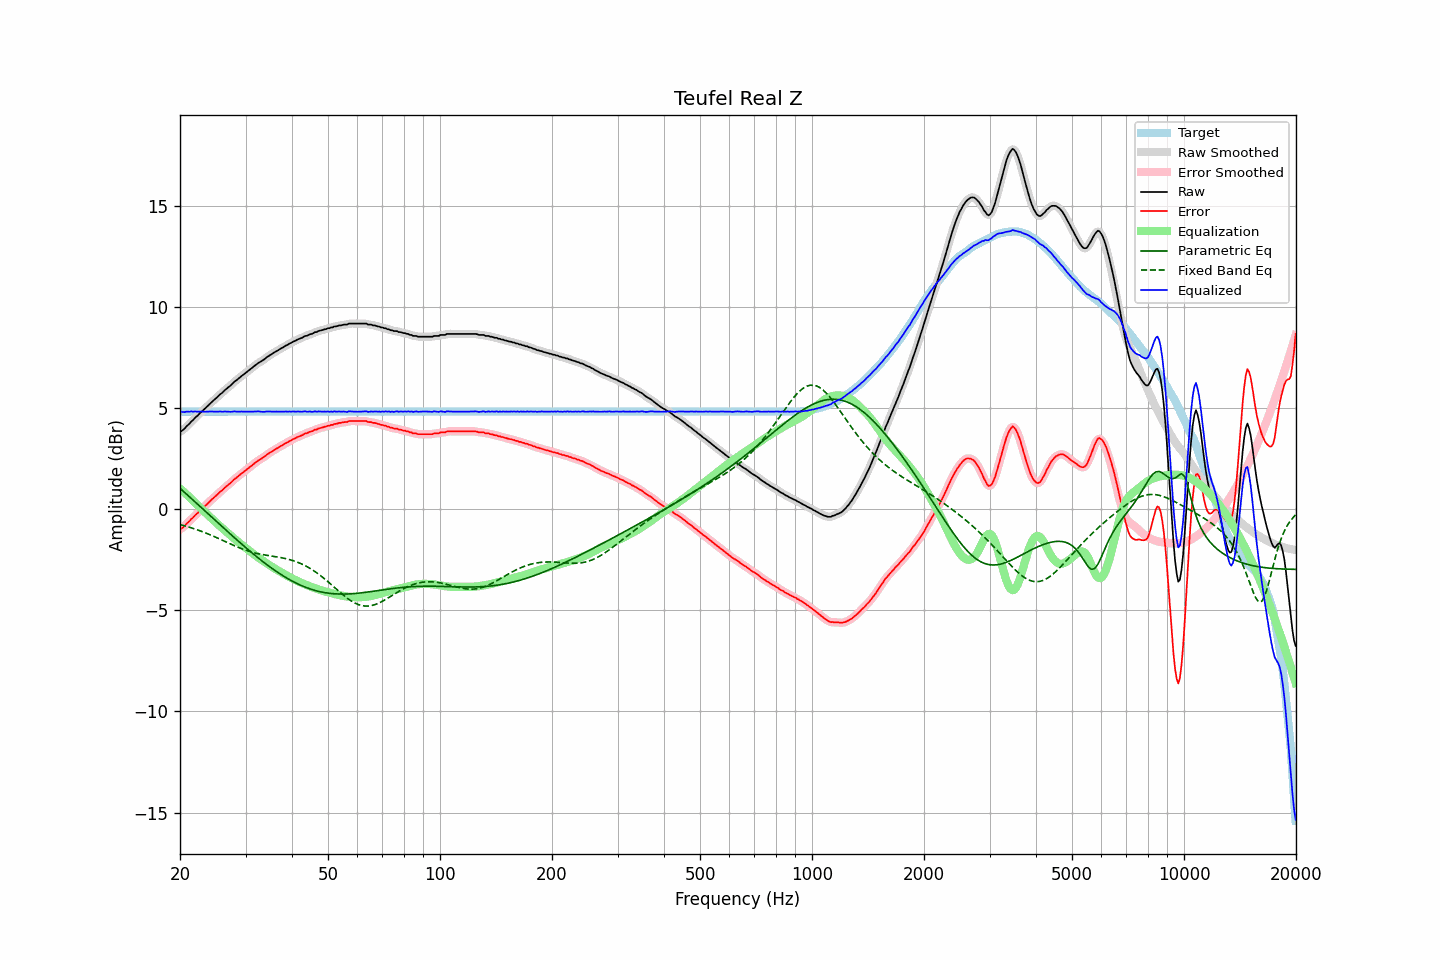 Teufel Real Z
Amplitude (dBr)
15
10
5
0
−5
−10
−15
20
50
100
200
500
1000
2000
5000
10000
20000
Frequency (Hz)
Target
Raw Smoothed
Error Smoothed
Raw
Error
Equalization
Parametric Eq
Fixed Band Eq
Equalized